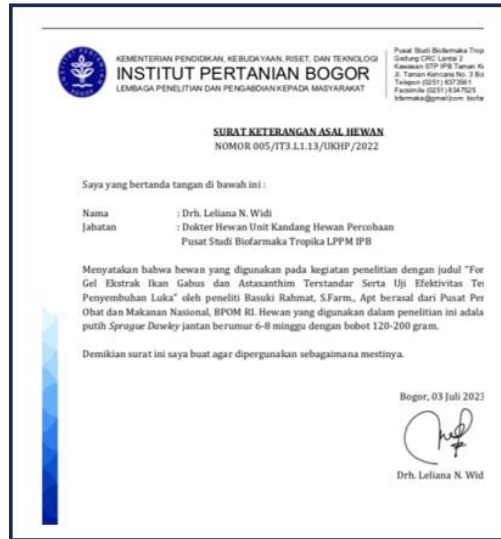 KEMENTERIAN PENDIDIKAN, KEBUDAYAAN, RISET, DAN TEKNOLOGI
INSTITUT PERTANIAN BOGOR
LEMBAGA PENELITIAN DAN PENGABDIAN KEPADA MASYARAKAT
Pusat Studi Biofarmaka Trop
Gedung CRC Lantai 2
Kawasan STP IPB Taman Ke
Jl. Taman Kencana No. 3 Bo
Telepon (0251) 8373561
Faximile (0251) 8347525
SURAT KETERANGAN ASAL HEWAN
NOMOR 005/IT3.L1.13/UKHP/2022
Saya yang bertanda tangan di bawah ini :
Nama : Drh. Leliana N. Widi
Jabatan : Dokter Hewan Unit Kandang Hewan Percobaan
Pusat Studi Biofarmaka Tropika LPPM IPB
Menyatakan bahwa hewan yang digunakan pada kegiatan penelitian dengan judul "For
Gel Ekstrak Ikan Gabus dan Astaxanthim Terstandar Serta Uji Efektivitas Ter
Penyembuhan Luka" oleh peneliti Basuki Rahmat, S.Farm., Apt berasal dari Pusat Per
Obat dan Makanan Nasional, BPOM RI. Hewan yang digunakan dalam penelitian ini adala
putih Sprague Dawley jantan berumur 6-8 minggu dengan bobot 120-200 gram.
Demikian surat ini saya buat agar dipergunakan sebagaimana mestinya.
Bogor, 03 Juli 2023
Drh. Leliana N. Wid